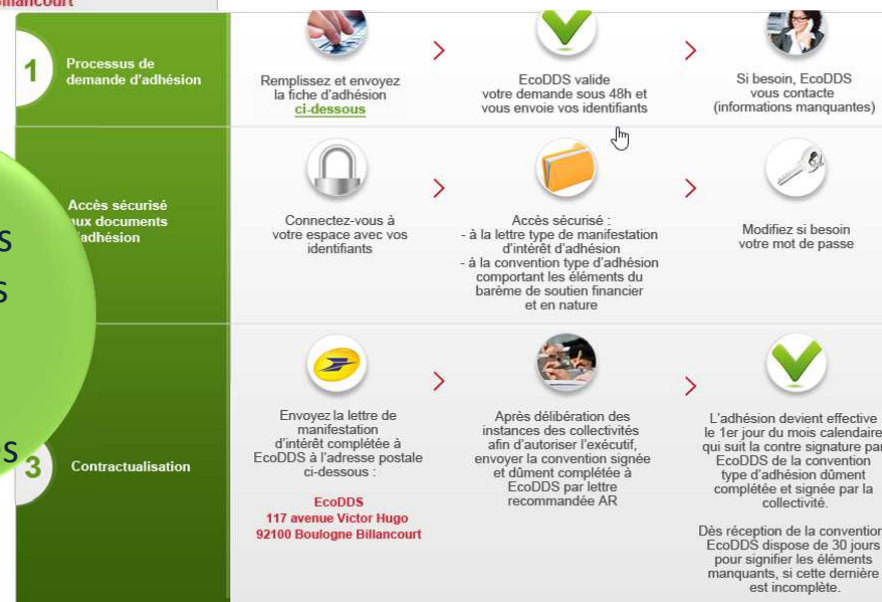 Billancourt
1
Processus de
demande d'adhésion
Remplissez et envoyez
la fiche d'adhésion
ci-dessous
>
EcoDDS valide
votre demande sous 48h et
vous envoie vos identifiants
>
Si besoin, EcoDDS
vous contacte
(informations manquantes)
Accès sécurisé
aux documents
d'adhésion
Connectez-vous à
votre espace avec vos
identifiants
>
Accès sécurisé :
- à la lettre type de manifestation
d'intérêt d'adhésion
- à la convention type d'adhésion
comportant les éléments du
barème de soutien financier
et en nature
>
Modifiez si besoin
votre mot de passe
s
s
s
3
Contractualisation
Envoyez la lettre de
manifestation
d'intérêt complétée à
EcoDDS à l'adresse postale
ci-dessous :
EcoDDS
117 avenue Victor Hugo
92100 Boulogne Billancourt
>
Après délibération des
instances des collectivités
afin d'autoriser l'exécutif,
envoyer la convention signée
et dûment complétée à
EcoDDS par lettre
recommandée AR
>
L'adhésion devient effective
le 1er jour du mois calendaire
qui suit la contre signature par
EcoDDS de la convention
type d'adhésion dûment
complétée et signée par la
collectivité.
Dès réception de la convention
EcoDDS dispose de 30 jours
pour signifier les éléments
manquants, si cette dernière
est incomplète.